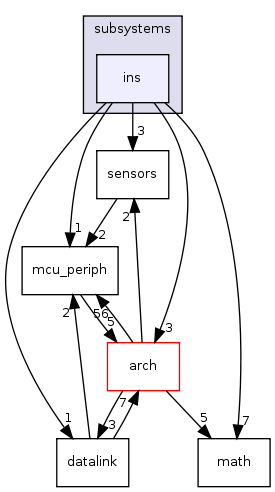 subsystems
ins
3
sensors
1
2
2
mcu_periph
56
5
2
3
arch
7
3
5
1
7
datalink
math